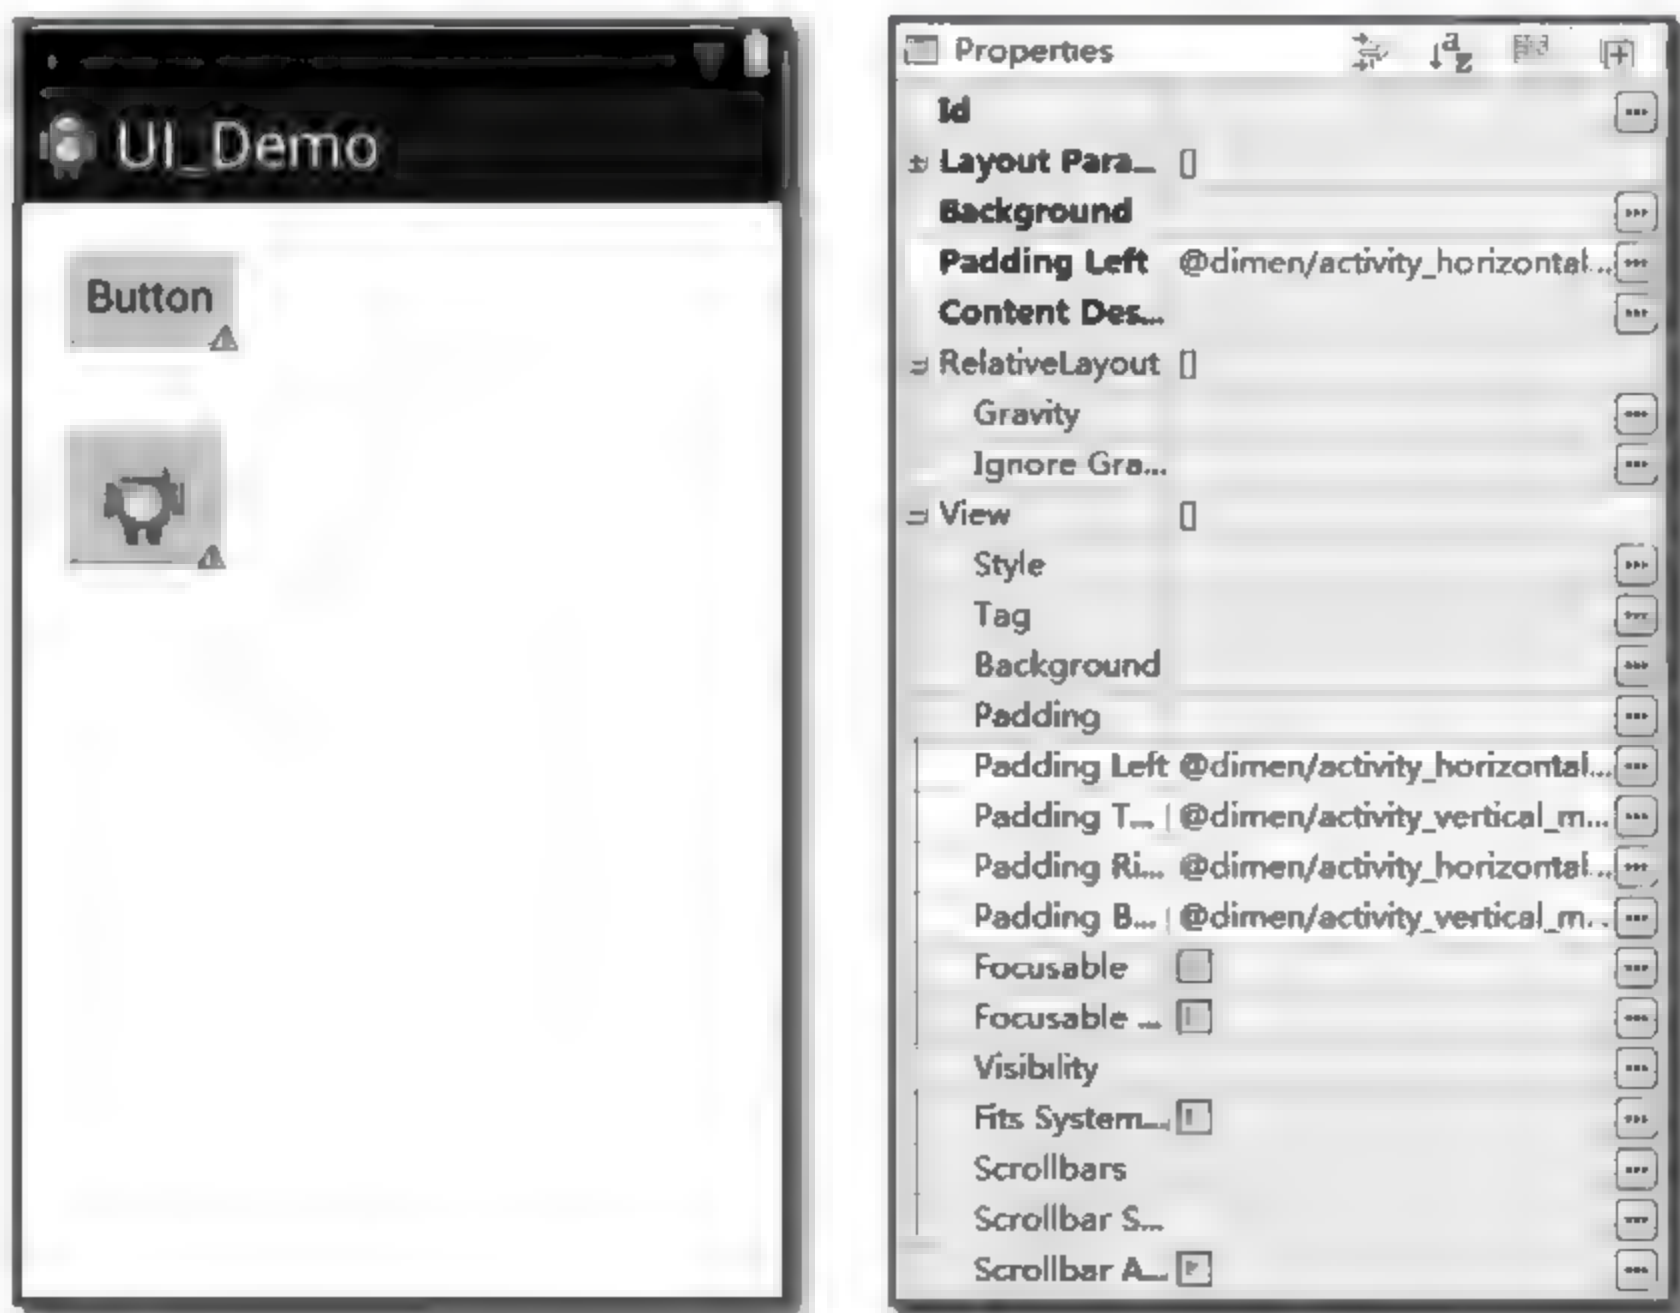 UI_Demo
Button
Properties
Id
Layout Para... []
Background
Padding Left @dimen/activity_horizontal...
Content Des...
RelativeLayout []
Gravity
Ignore Gra...
View []
Style
Tag
Background
Padding
Padding Left @dimen/activity_horizontal...
Padding T... @dimen/activity_vertical_m...
Padding Ri... @dimen/activity_horizontal...
Padding B... @dimen/activity_vertical_m...
Focusable
Focusable ...
Visibility
Fits System...
Scrollbars
Scrollbar S...
Scrollbar A...